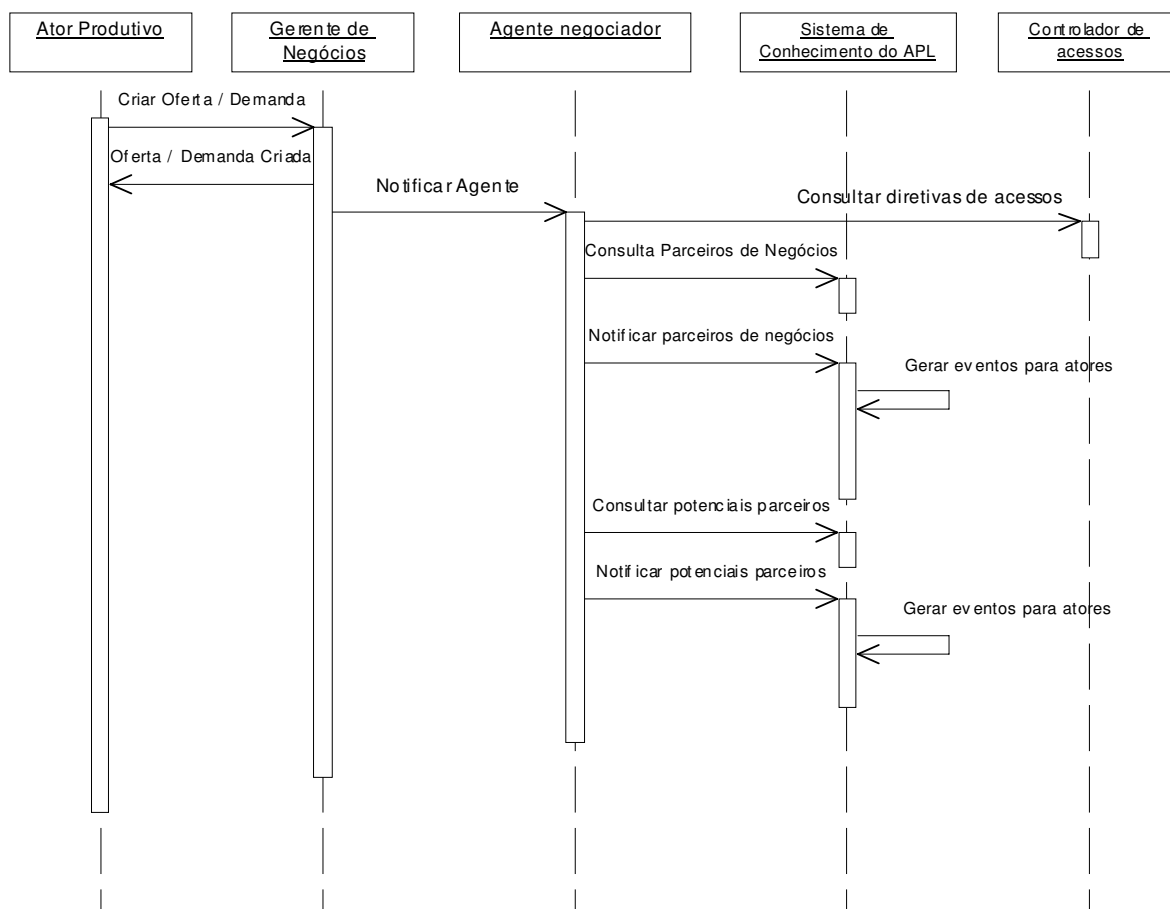 Ator Produtivo
Gerente de
Negócios
Agente negociador
Sistema de
Conhecimento do APL
Controlador de
acessos
Criar Oferta / Demanda
Oferta / Demanda Criada
Notificar Agente
Consultar diretivas de acessos
Consulta Parceiros de Negócios
Notificar parceiros de negócios
Gerar eventos para atores
Consultar potenciais parceiros
Notificar potenciais parceiros
Gerar eventos para atores